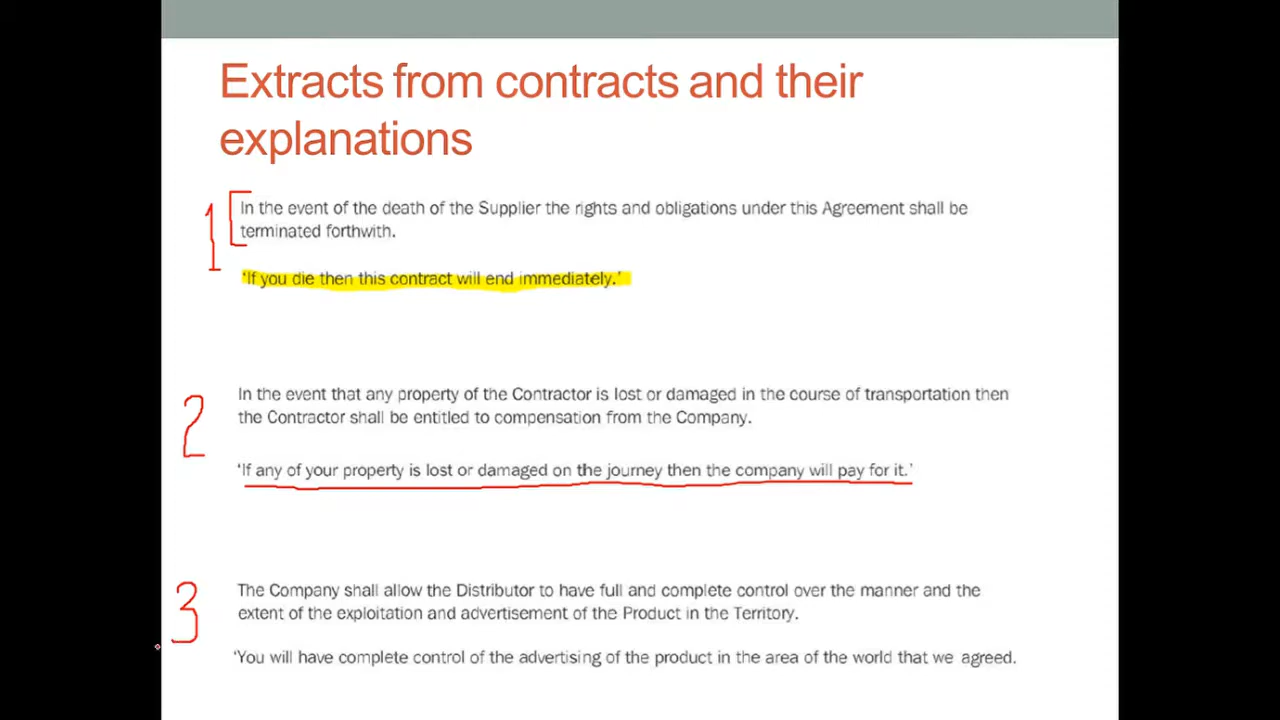 Extracts from contracts and their
explanations
1
In the event of the death of the Supplier the rights and obligations under this Agreement shall be
terminated forthwith.
‘If you die then this contract will end immediately.’
2
In the event that any property of the Contractor is lost or damaged in the course of transportation then
the Contractor shall be entitled to compensation from the Company.
‘If any of your property is lost or damaged on the journey then the company will pay for it.’
3
The Company shall allow the Distributor to have full and complete control over the manner and the
extent of the exploitation and advertisement of the Product in the Territory.
‘You will have complete control of the advertising of the product in the area of the world that we agreed.